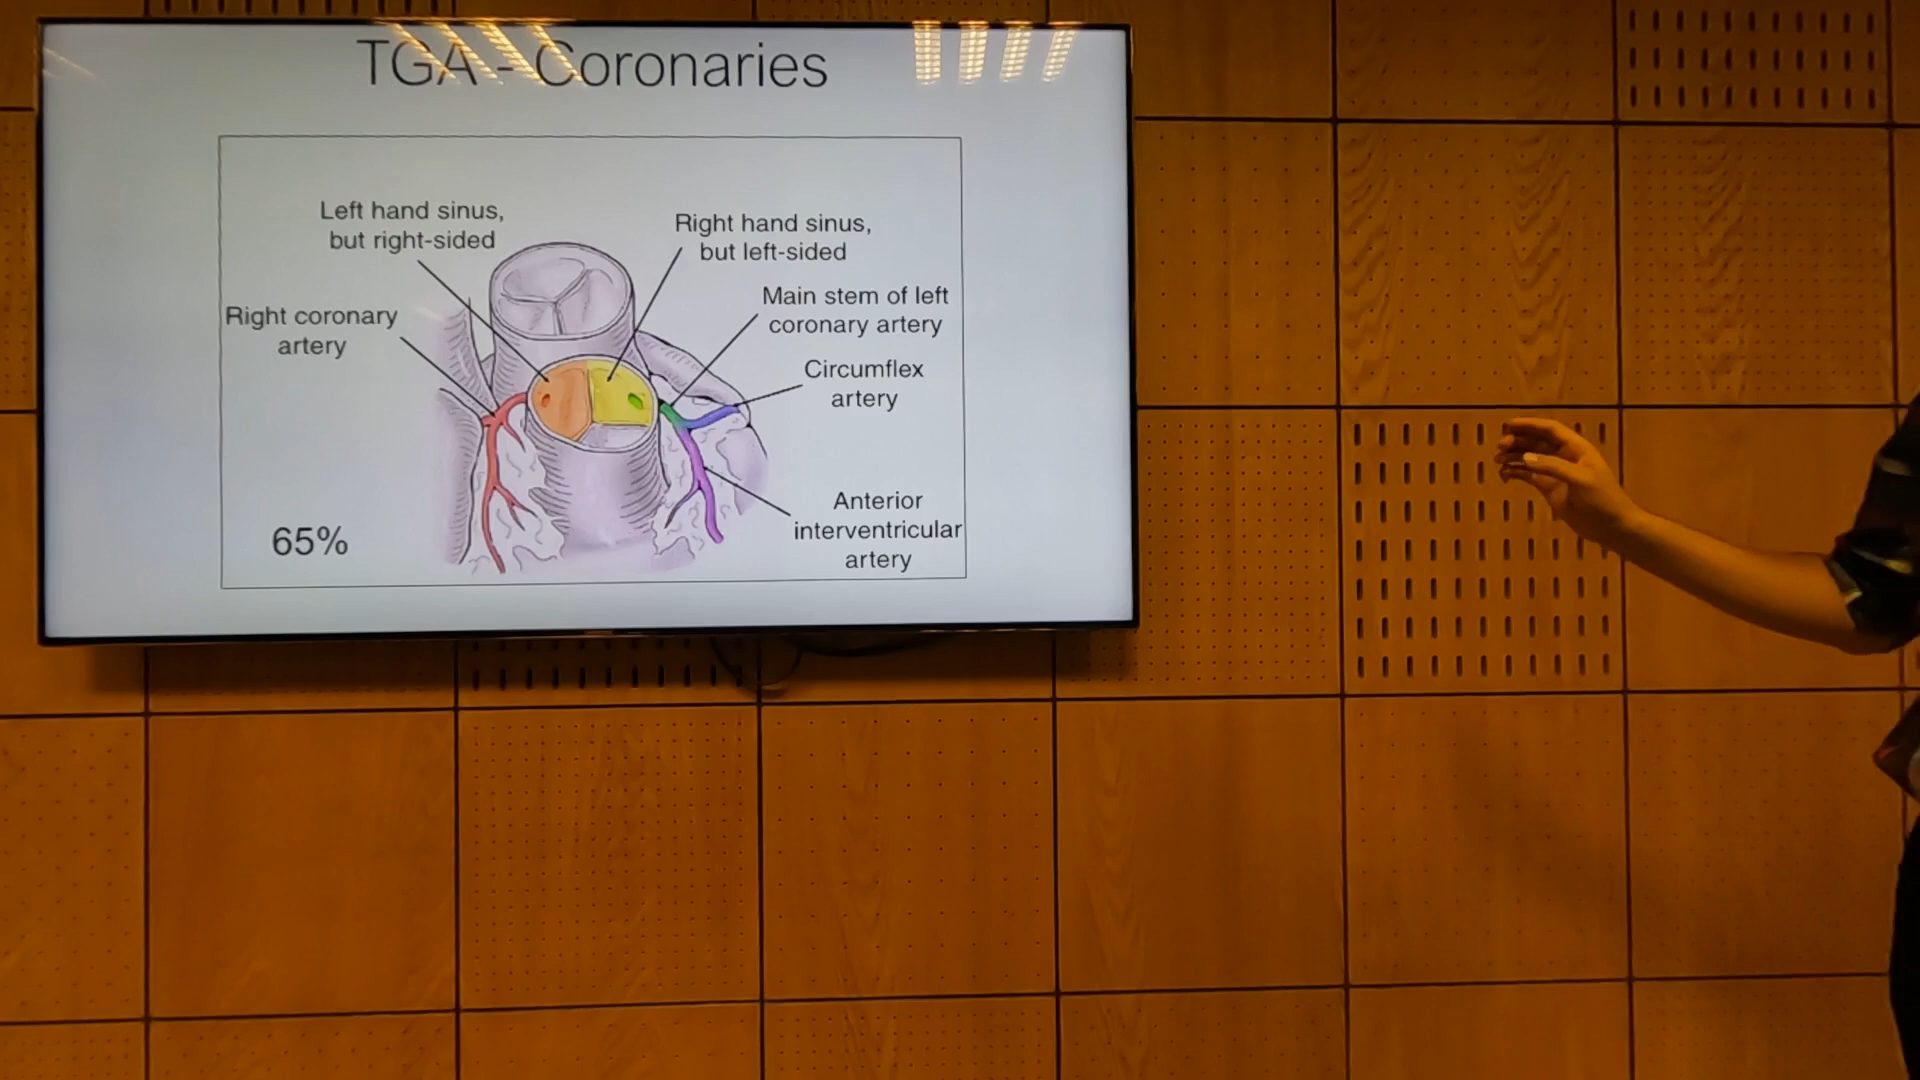 TGA - Coronaries
Left hand sinus,
but right-sided
Right hand sinus,
but left-sided
Right coronary
artery
Main stem of left
coronary artery
Circumflex
artery
Anterior
interventricular
artery
65%